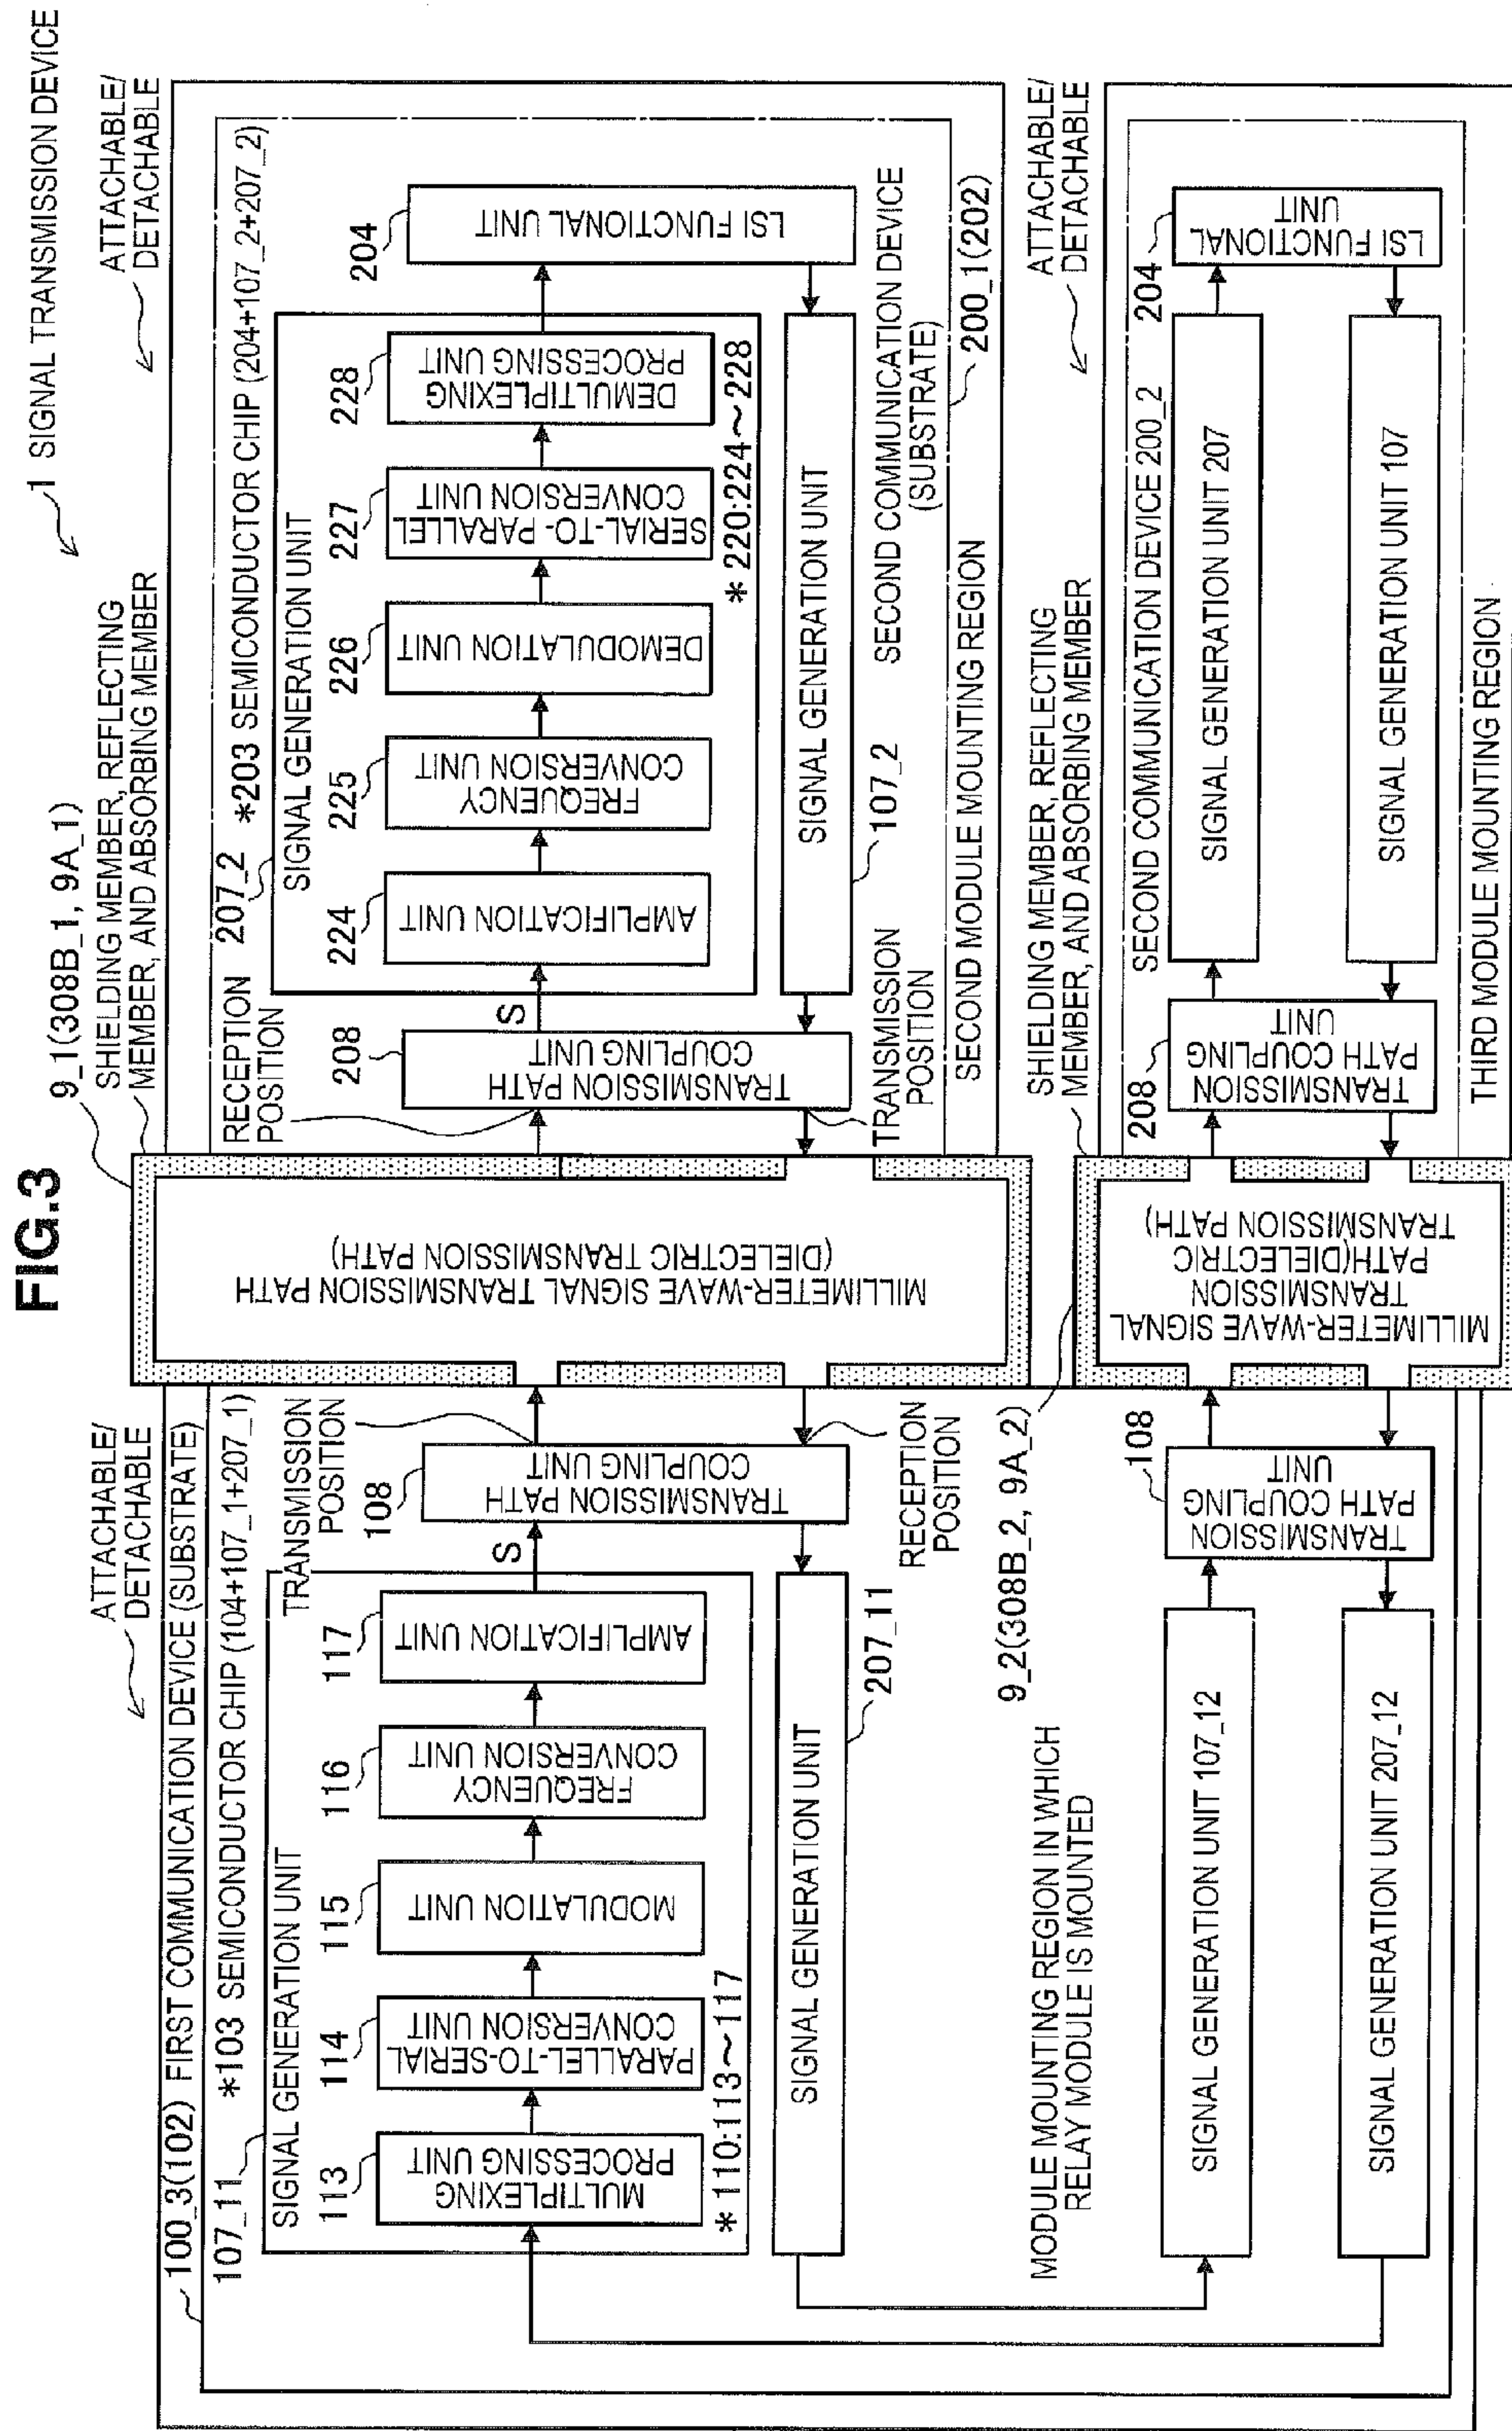 FIG.3
1 SIGNAL TRANSMISSION DEVICE
ATTACHABLE/
DETACHABLE
100_3(102) FIRST COMMUNICATION DEVICE (SUBSTRATE)
107_11
*103 SEMICONDUCTOR CHIP (104+107_1+207_1)
SIGNAL GENERATION UNIT
113
MULTIPLEXING
PROCESSING UNIT
114
PARALLEL-TO-SERIAL
CONVERSION UNIT
115
MODULATION UNIT
116
FREQUENCY
CONVERSION UNIT
117
AMPLIFICATION UNIT
*110:113~117
S
TRANSMISSION
POSITION
108
TRANSMISSION PATH
COUPLING UNIT
RECEPTION
POSITION
SIGNAL GENERATION UNIT
207_11
9_1(308B_1, 9A_1)
SHIELDING MEMBER, REFLECTING
MEMBER, AND ABSORBING MEMBER
MILLIMETER-WAVE SIGNAL TRANSMISSION PATH
(DIELECTRIC TRANSMISSION PATH)
ATTACHABLE/
DETACHABLE
RECEPTION
POSITION
208
TRANSMISSION PATH
COUPLING UNIT
S
TRANSMISSION
POSITION
207_2
*203 SEMICONDUCTOR CHIP (204+107_2+207_2)
SIGNAL GENERATION UNIT
224
AMPLIFICATION UNIT
225
FREQUENCY
CONVERSION UNIT
226
DEMODULATION UNIT
227
SERIAL-TO-PARALLEL
CONVERSION UNIT
228
DEMULTIPLEXING
PROCESSING UNIT
*220:224~228
204
LSI FUNCTIONAL UNIT
SIGNAL GENERATION UNIT
107_2
SECOND COMMUNICATION DEVICE
(SUBSTRATE)
200_1(202)
SECOND MODULE MOUNTING REGION
MODULE MOUNTING REGION IN WHICH
RELAY MODULE IS MOUNTED
SIGNAL GENERATION UNIT 107_12
SIGNAL GENERATION UNIT 207_12
108
TRANSMISSION
PATH COUPLING
UNIT
9_2(308B_2, 9A_2)
SHIELDING MEMBER, REFLECTING
MEMBER, AND ABSORBING MEMBER
MILLIMETER-WAVE SIGNAL
TRANSMISSION
PATH(DIELECTRIC
TRANSMISSION PATH)
ATTACHABLE/
DETACHABLE
208
TRANSMISSION
PATH COUPLING
UNIT
SECOND COMMUNICATION DEVICE 200_2
SIGNAL GENERATION UNIT 207
SIGNAL GENERATION UNIT 107
204
LSI FUNCTIONAL
UNIT
THIRD MODULE MOUNTING REGION